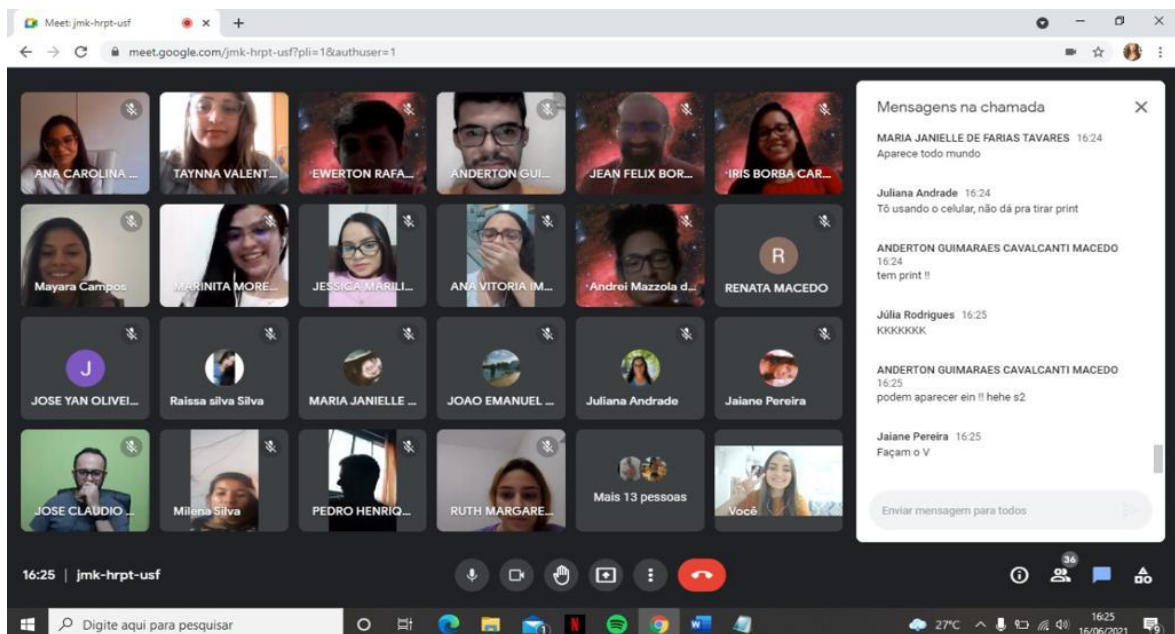 Meet: jmk-hrpt-usf
meet.google.com/jmk-hrpt-usf?pli=1&authuser=1
ANA CAROLINA ...
TAYNNA VALENT...
EWERTON RAFA...
ANDERTON GUI...
JEAN FELIX BOR...
IRIS BORBA CAR...
Mayara Campos
MARINITA MORE...
JESSICA MARILI...
ANA VITORIA IM...
Andrei Mazzola d...
R
RENATA MACEDO
J
JOSE YAN OLIVEI...
Raissa silva Silva
MARIA JANIELLE ...
JOAO EMANUEL ...
Juliana Andrade
Jaiane Pereira
JOSE CLAUDIO ...
Milena Silva
PEDRO HENRIQ...
RUTH MARGARE...
Mais 13 pessoas
Você
Mensagens na chamada
MARIA JANIELLE DE FARIAS TAVARES 16:24
Aparece todo mundo
Juliana Andrade 16:24
Tô usando o celular, não dá pra tirar print
ANDERTON GUIMARAES CAVALCANTI MACEDO
16:24
tem print !!
Júlia Rodrigues 16:25
KKKKKKK
ANDERTON GUIMARAES CAVALCANTI MACEDO
16:25
podem aparecer ein !! hehe s2
Jaiane Pereira 16:25
Façam o V
Enviar mensagem para todos
16:25 | jmk-hrpt-usf
36
Digite aqui para pesquisar
27°C
16:25
16/06/2021